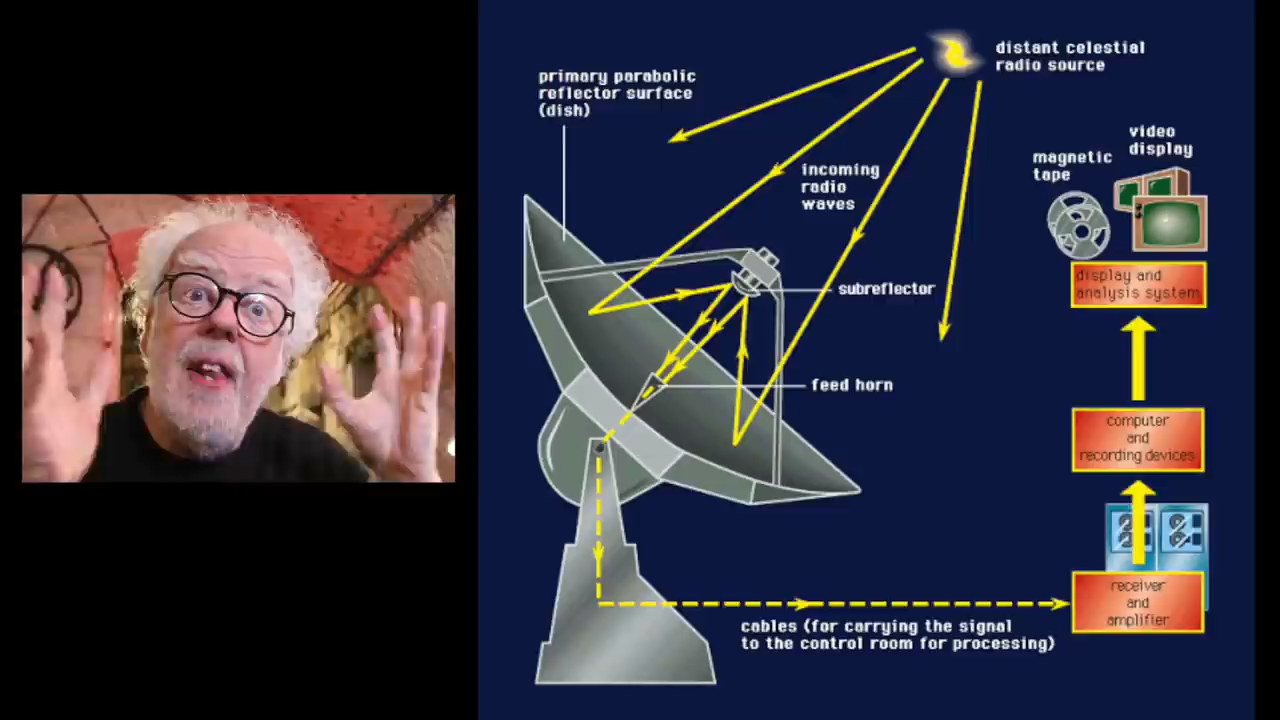 distant celestial
radio source
primary parabolic
reflector surface
(dish)
video
display
magnetic
tape
incoming
radio
waves
display and
analysis system
subreflector
feed horn
computer
and
recording devices
receiver
and
amplifier
cables (for carrying the signal
to the control room for processing)